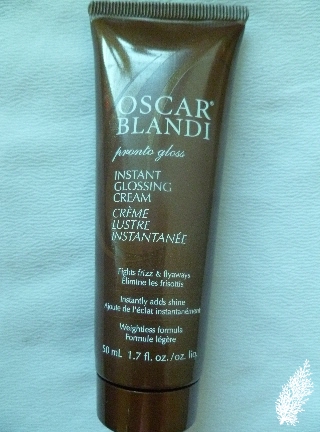 OSCAR®
BLANDI
pronto gloss
INSTANT
GLOSSING
CREAM
CRÈME
LUSTRE
INSTANTANÉE
Fights frizz & flyaways
Élimine les frisottis
Instantly adds shine
Ajoute de l'éclat instantanément
Weightless formula
Formule légère
50 mL 1.7 fl. oz./oz. liq.